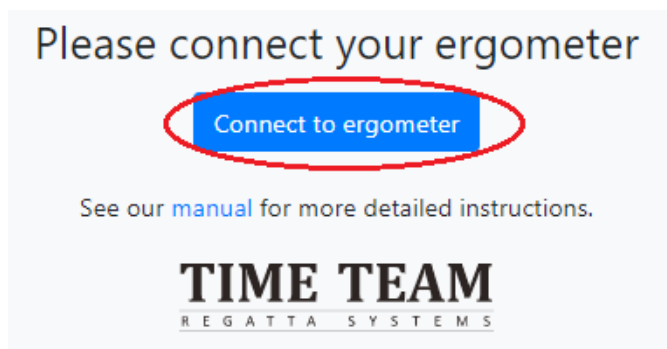 Please connect your ergometer
Connect to ergometer
See our manual for more detailed instructions.
TIME TEAM
REGATTA SYSTEMS